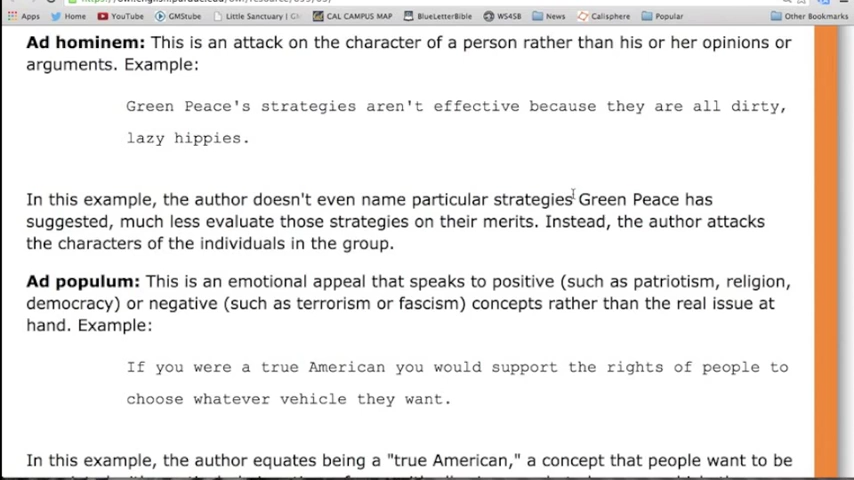 Apps Home YouTube GMStube Little Sanctuary | G CAL CAMPUS MAP BlueLetterBible WS4SB News Calisphere Popular Other Bookmarks
Ad hominem: This is an attack on the character of a person rather than his or her opinions or
arguments. Example:
Green Peace's strategies aren't effective because they are all dirty,
lazy hippies.
In this example, the author doesn't even name particular strategies Green Peace has
suggested, much less evaluate those strategies on their merits. Instead, the author attacks
the characters of the individuals in the group.
Ad populum: This is an emotional appeal that speaks to positive (such as patriotism, religion,
democracy) or negative (such as terrorism or fascism) concepts rather than the real issue at
hand. Example:
If you were a true American you would support the rights of people to
choose whatever vehicle they want.
In this example, the author equates being a "true American," a concept that people want to be